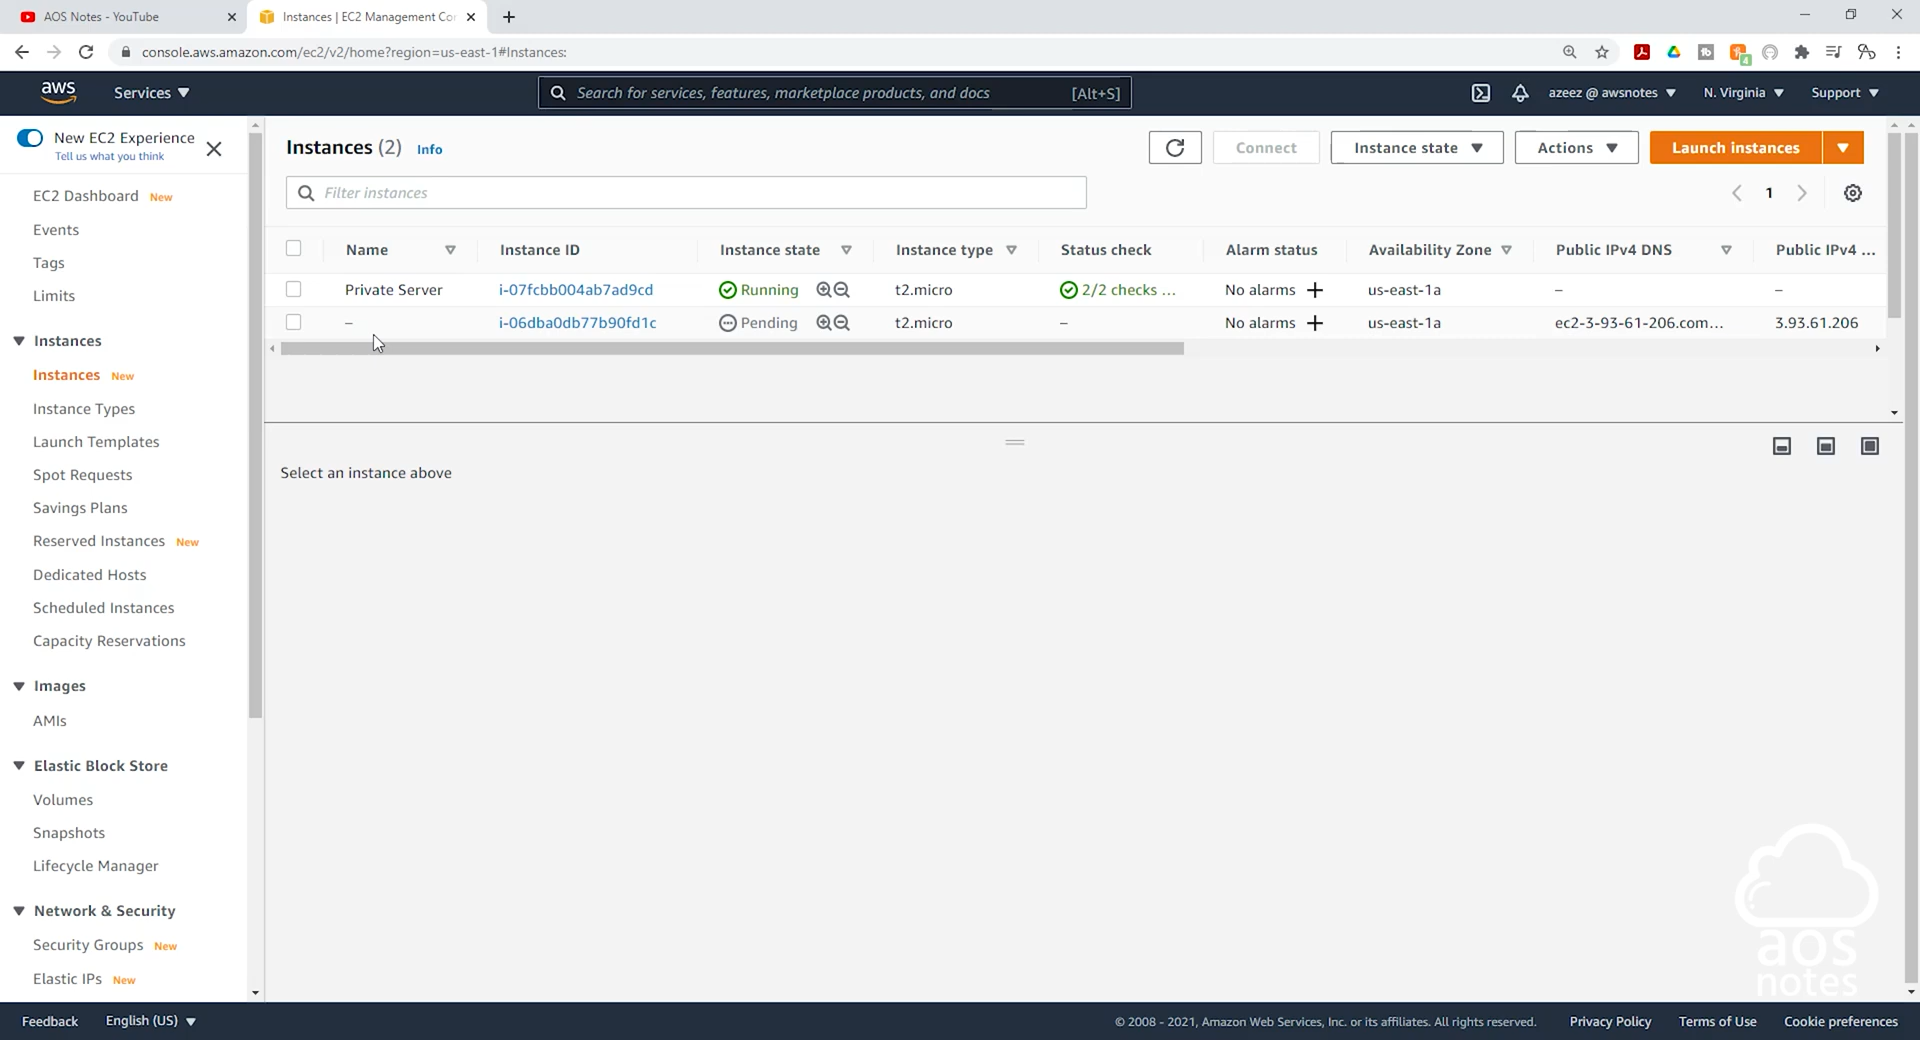 AOS Notes - YouTube
Instances | EC2 Management Cor
console.aws.amazon.com/ec2/v2/home?region=us-east-1#Instances:
4
aws
Services
Search for services, features, marketplace products, and docs [Alt+S]
azeez @ awsnotes
N. Virginia
Support
New EC2 Experience
Tell us what you think
EC2 Dashboard New
Events
Tags
Limits
Instances
Instances New
Instance Types
Launch Templates
Spot Requests
Savings Plans
Reserved Instances New
Dedicated Hosts
Scheduled Instances
Capacity Reservations
Images
AMIs
Elastic Block Store
Volumes
Snapshots
Lifecycle Manager
Network & Security
Security Groups New
Elastic IPs New
Instances (2) Info
Connect
Instance state
Actions
Launch instances
Filter instances
1
Name Instance ID Instance state Instance type Status check Alarm status Availability Zone Public IPv4 DNS Public IPv4 ...
Private Server i-07fcbb004ab7ad9cd Running t2.micro 2/2 checks ... No alarms + us-east-1a – –
– i-06dba0db77b90fd1c Pending t2.micro – No alarms + us-east-1a ec2-3-93-61-206.com... 3.93.61.206
Select an instance above
aos
notes
Feedback
English (US)
© 2008 - 2021, Amazon Web Services, Inc. or its affiliates. All rights reserved.
Privacy Policy
Terms of Use
Cookie preferences